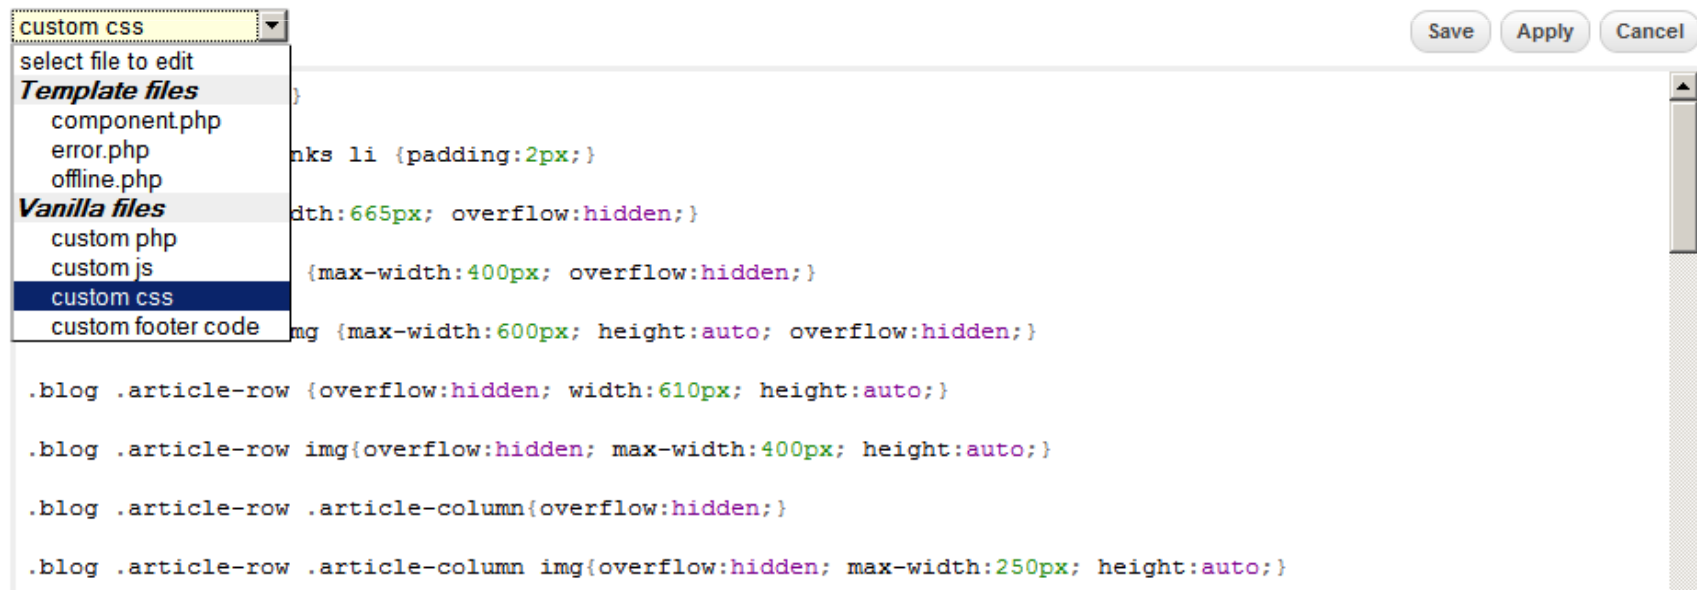 custom css
Save Apply Cancel
select file to edit
Template files
component.php
error.php
offline.php
Vanilla files
custom php
custom js
custom css
custom footer code
}
nks li {padding:2px;}
dth:665px; overflow:hidden;}
{max-width:400px; overflow:hidden;}
mg {max-width:600px; height:auto; overflow:hidden;}
.blog .article-row {overflow:hidden; width:610px; height:auto;}
.blog .article-row img{overflow:hidden; max-width:400px; height:auto;}
.blog .article-row .article-column{overflow:hidden;}
.blog .article-row .article-column img{overflow:hidden; max-width:250px; height:auto;}